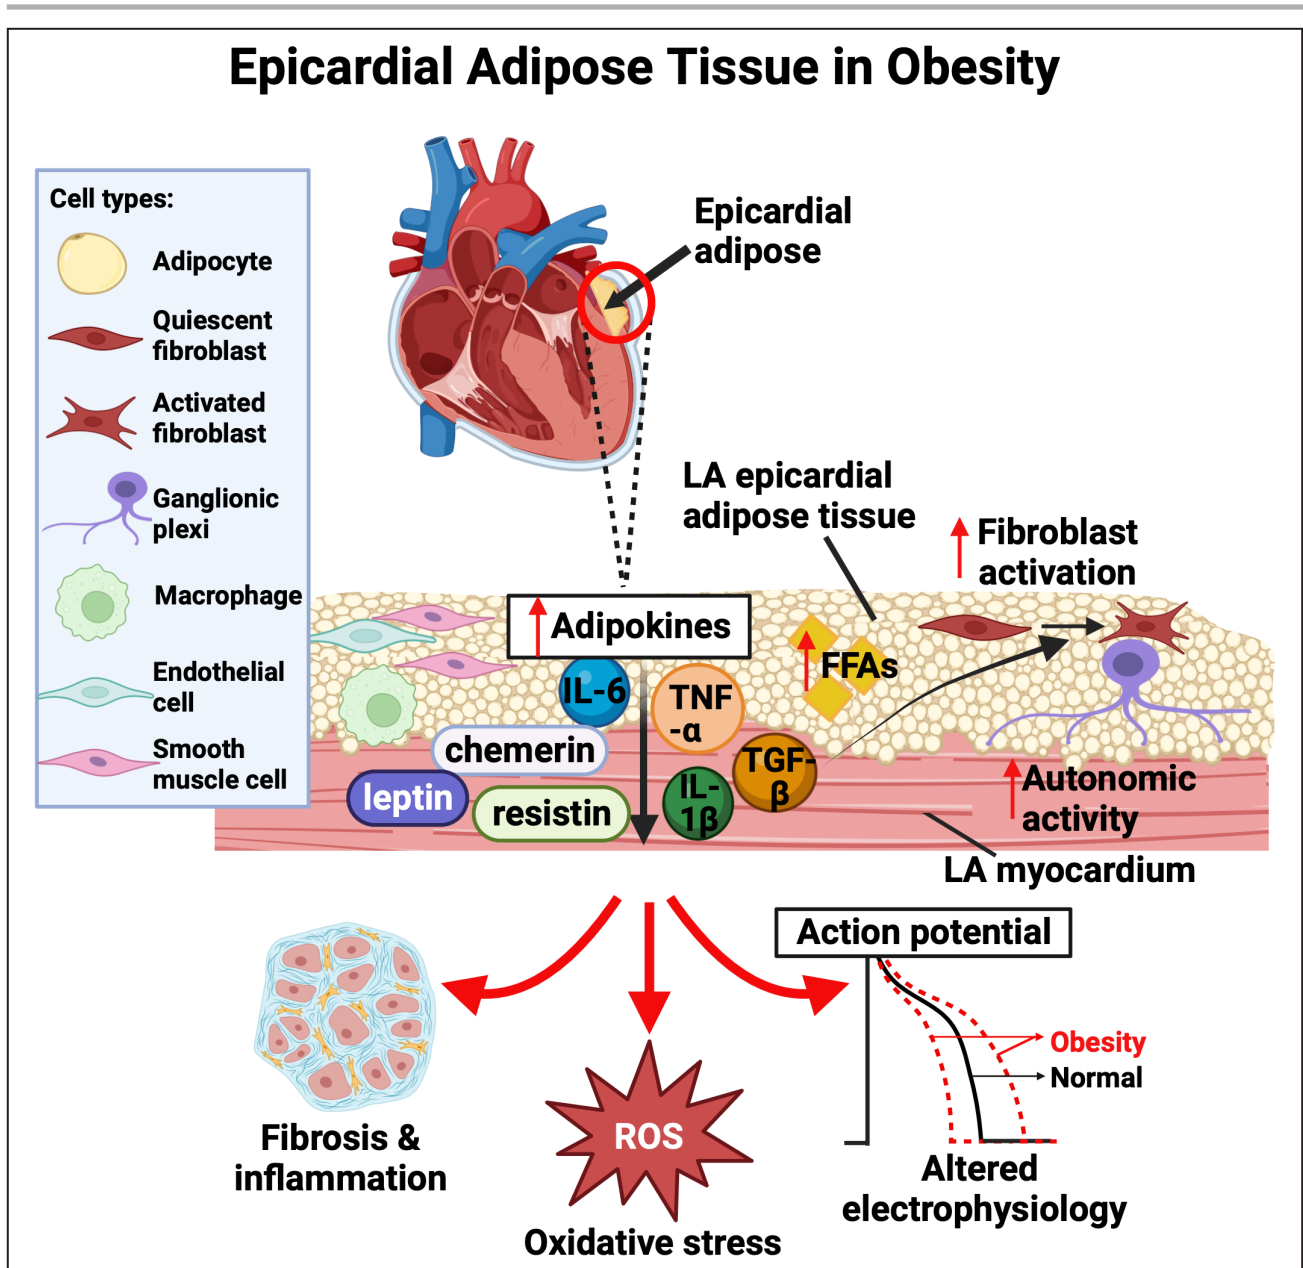 Epicardial Adipose Tissue in Obesity
Cell types:
Adipocyte
Quiescent
fibroblast
Activated
fibroblast
Ganglionic
plexi
Macrophage
Endothelial
cell
Smooth
muscle cell
Epicardial
adipose
LA epicardial
adipose tissue
Fibroblast
activation
Adipokines
IL-6
TNF
-α
FFAs
chemerin
TGF-
β
leptin
resistin
IL-
1β
Autonomic
activity
LA myocardium
Action potential
Obesity
Normal
Fibrosis &
inflammation
ROS
Oxidative stress
Altered
electrophysiology